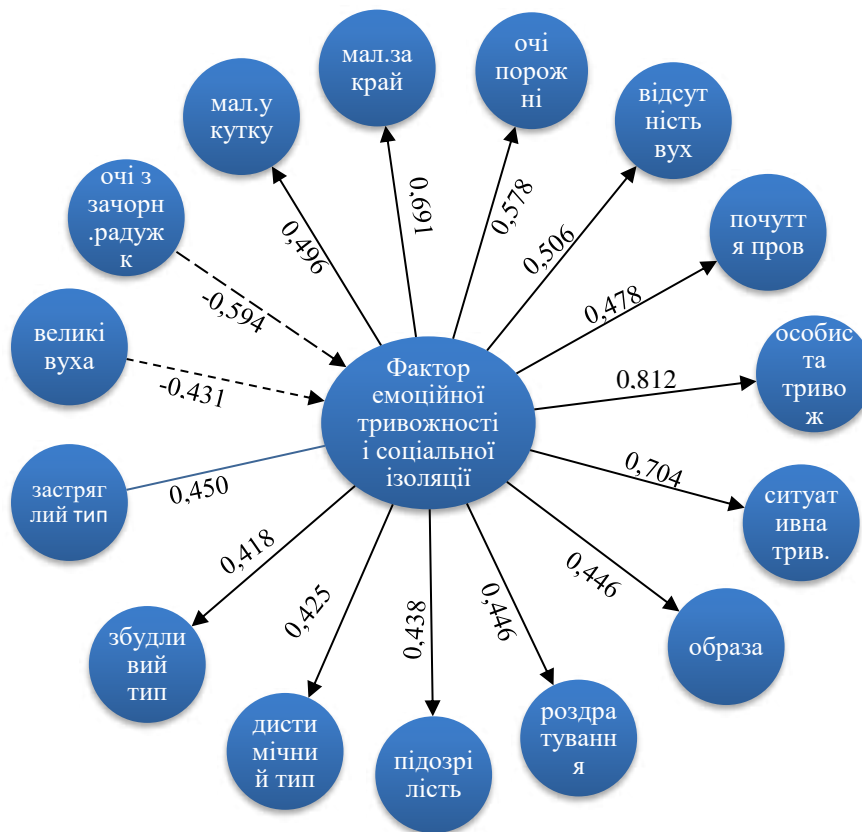 мал.за
край
очі
порож
ні
мал.у
кутку
відсут
ність
вух
очі з
зачорн
.радуж
к
почутт
я пров
великі
вуха
особис
та
тривож
застряг
лий тип
ситуат
ивна
трив.
збудли
вий
тип
образа
дисти
мічни
й тип
підозрі
лість
роздра
туванн
я
Фактор
емоційної
тривожності
і соціальної
ізоляції
0,496
0,691
0,578
0,506
0,478
0,812
0,704
0,446
0,446
0,438
0,425
0,418
0,450
-0,431
-0,594